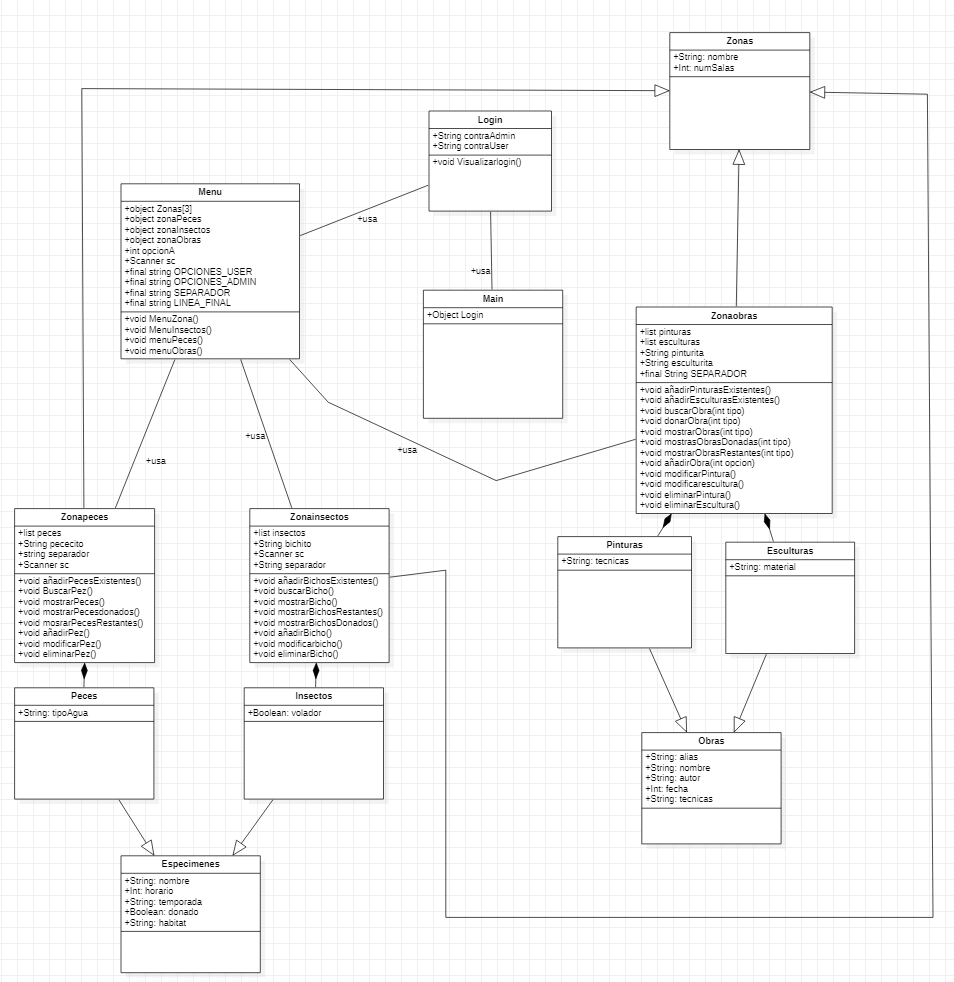 Zonas
+String: nombre
+Int: numSalas
Login
+String contraAdmin
+String contraUser
+void Visualizarlogin()
Menu
+object Zonas[3]
+object zonaPeces
+object zonaInsectos
+object zonaObras
+int opcionA
+Scanner sc
+final string OPCIONES_USER
+final string OPCIONES_ADMIN
+final string SEPARADOR
+final string LINEA_FINAL
+void MenuZona()
+void MenuInsectos()
+void menuPeces()
+void menuObras()
+usa
+usa
Main
+Object Login
Zonaobras
+list pinturas
+list esculturas
+String pinturita
+String esculturita
+final String SEPARADOR
+void añadirPinturasExistentes()
+void añadirEsculturasExistentes()
+void buscarObra(int tipo)
+void donarObra(int tipo)
+void mostrarObras(int tipo)
+void mostrasObrasDonadas(int tipo)
+void mostrarObrasRestantes(int tipo)
+void añadirObra(int opcion)
+void modificarPintura()
+void modificarescultura()
+void eliminarPintura()
+void eliminarEscultura()
+usa
+usa
+usa
Zonapeces
+list peces
+String pececito
+string separador
+Scanner sc
+void añadirPecesExistentes()
+void BuscarPez()
+void mostrarPeces()
+void mostrarPecesdonados()
+void mosrarPecesRestantes()
+void añadirPez()
+void modificarPez()
+void eliminarPez()
Zonainsectos
+list insectos
+String bichito
+Scanner sc
+String separador
+void añadirBichosExistentes()
+void buscarBicho()
+void mostrarBicho()
+void mostrarBichosRestantes()
+void mostrarBichosDonados()
+void añadirBicho()
+void modificarbicho()
+void eliminarBicho()
Pinturas
+String: tecnicas
Esculturas
+String: material
Peces
+String: tipoAgua
Insectos
+Boolean: volador
Obras
+String: alias
+String: nombre
+String: autor
+Int: fecha
+String: tecnicas
Especimenes
+String: nombre
+Int: horario
+String: temporada
+Boolean: donado
+String: habitat